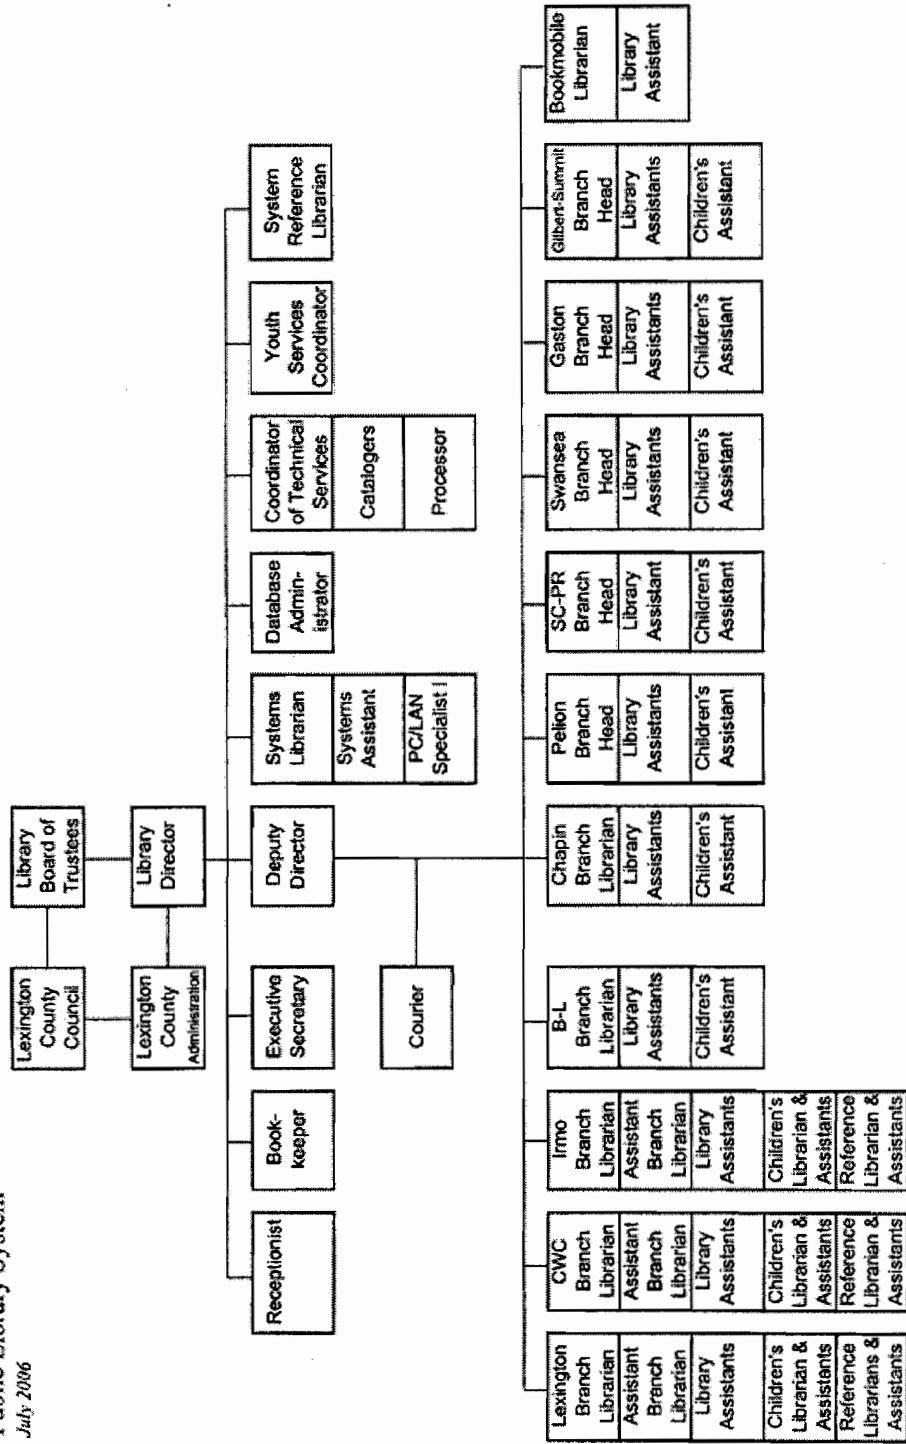 Public Library System
July 2006
Lexington
County
Council
Library
Board of
Trustees
Lexington
County
Administration
Library
Director
Receptionist
Book-
keeper
Executive
Secretary
Deputy
Director
Systems
Librarian
Systems
Assistant
PC/LAN
Specialist I
Database
Admin-
istrator
Coordinator
of Technical
Services
Catalogers
Processor
Youth
Services
Coordinator
System
Reference
Librarian
Courier
Lexington
Branch
Librarian
Assistant
Branch
Librarian
Library
Assistants
Children's
Librarian &
Assistants
Reference
Librarians &
Assistants
CWC
Branch
Librarian
Assistant
Branch
Librarian
Library
Assistants
Children's
Librarian &
Assistants
Reference
Librarian &
Assistants
Irmo
Branch
Librarian
Assistant
Branch
Librarian
Library
Assistants
Children's
Librarian &
Assistants
Reference
Librarian &
Assistants
B-L
Branch
Librarian
Library
Assistants
Children's
Assistant
Chapin
Branch
Librarian
Library
Assistants
Children's
Assistant
Pelion
Branch
Head
Library
Assistants
Children's
Assistant
SC-PR
Branch
Head
Library
Assistant
Children's
Assistant
Swansea
Branch
Head
Library
Assistants
Children's
Assistant
Gaston
Branch
Head
Library
Assistants
Children's
Assistant
Gilbert-Summit
Branch
Head
Library
Assistants
Children's
Assistant
Bookmobile
Librarian
Library
Assistant